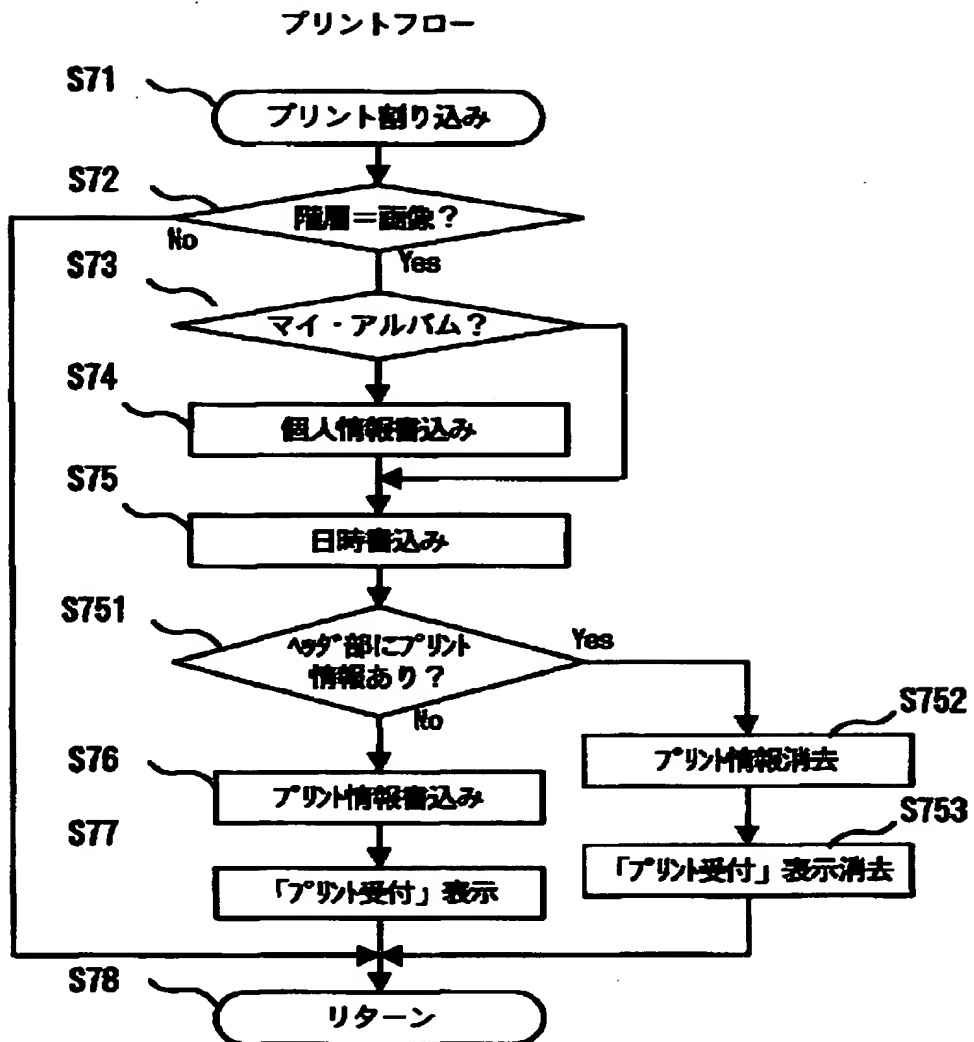 プリントフロー
S71
プリント割り込み
S72
階層＝画像？
No
Yes
S73
マイ・アルバム？
S74
個人情報書込み
S75
日時書込み
S751
ﾍｯﾀﾞ部にﾌﾟﾘﾝﾄ
情報あり？
Yes
No
S752
ﾌﾟﾘﾝﾄ情報消去
S76
ﾌﾟﾘﾝﾄ情報書込み
S753
「ﾌﾟﾘﾝﾄ受付」表示消去
S77
「ﾌﾟﾘﾝﾄ受付」表示
S78
リターン